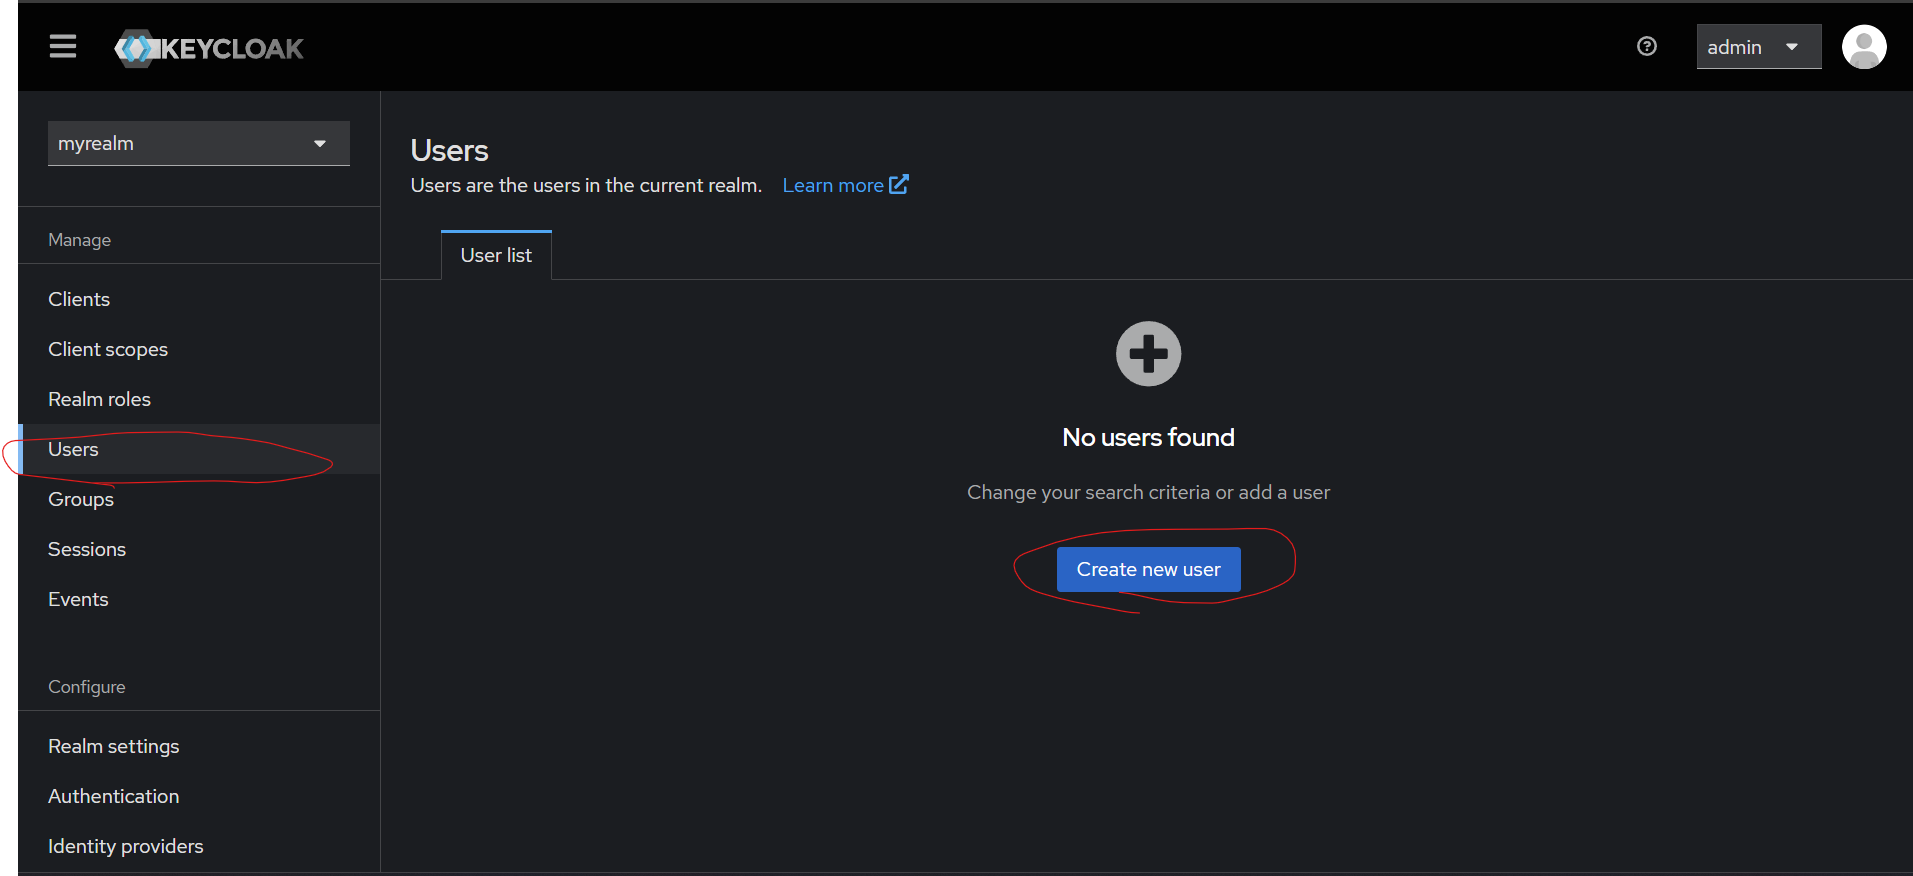 KEYCLOAK
admin
myrealm
Manage
Clients
Client scopes
Realm roles
Users
Groups
Sessions
Events
Configure
Realm settings
Authentication
Identity providers
Users
Users are the users in the current realm. Learn more
User list
No users found
Change your search criteria or add a user
Create new user